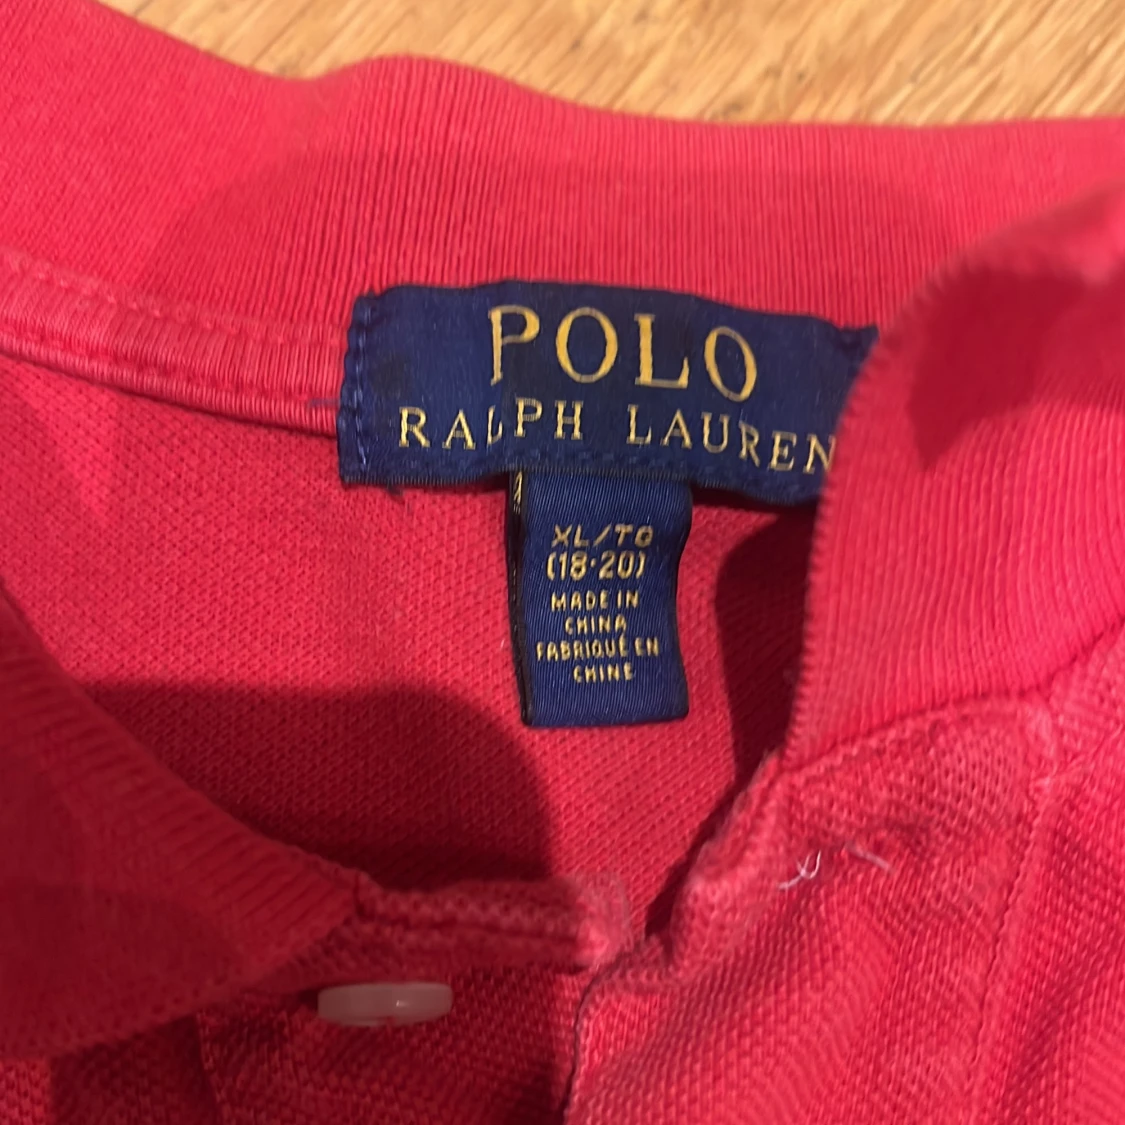 POLO
RALPH LAUREN
XL/TG
(18-20)
MADE IN
CHINA
FABRIQUÉ EN
CHINE